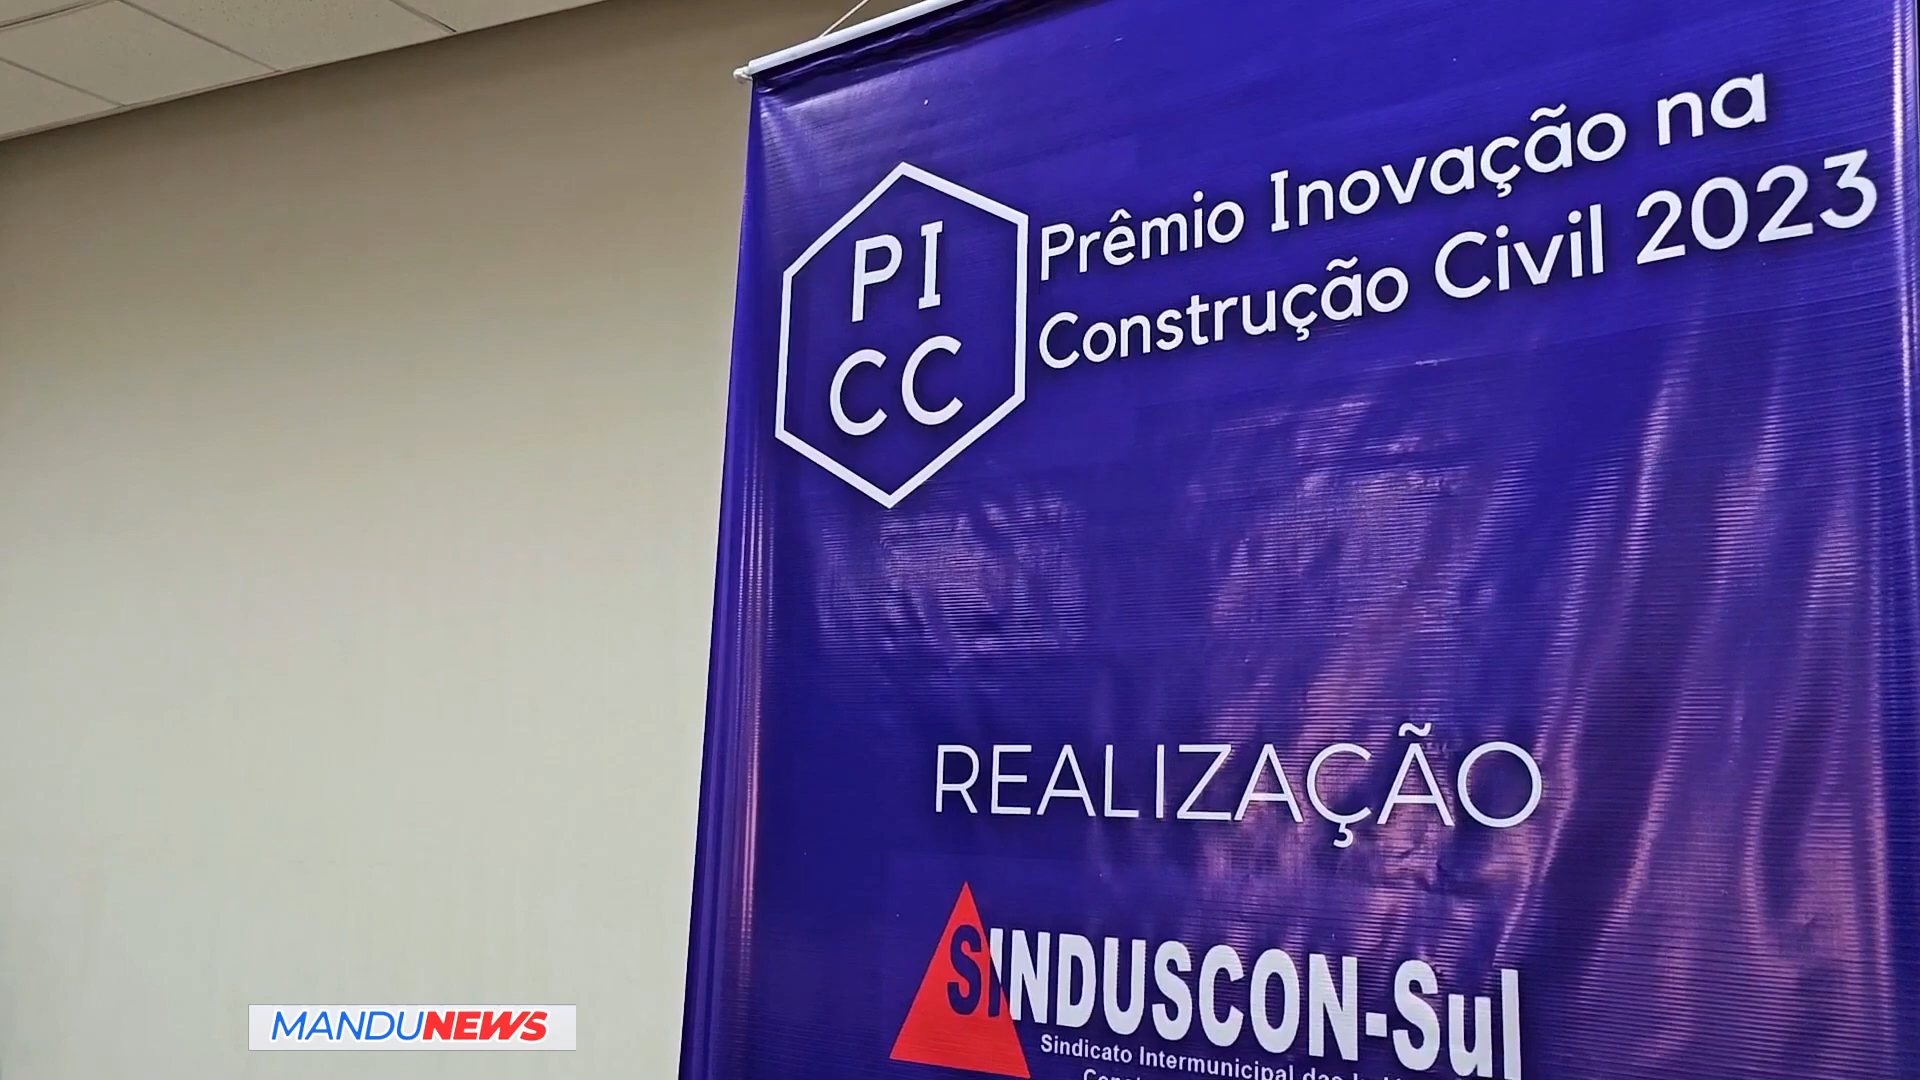 PI
CC
Prêmio Inovação na
Construção Civil 2023
REALIZAÇÃO
SINDUSCON-Sul
Sindicato Intermunicipal das
MANDUNEWS